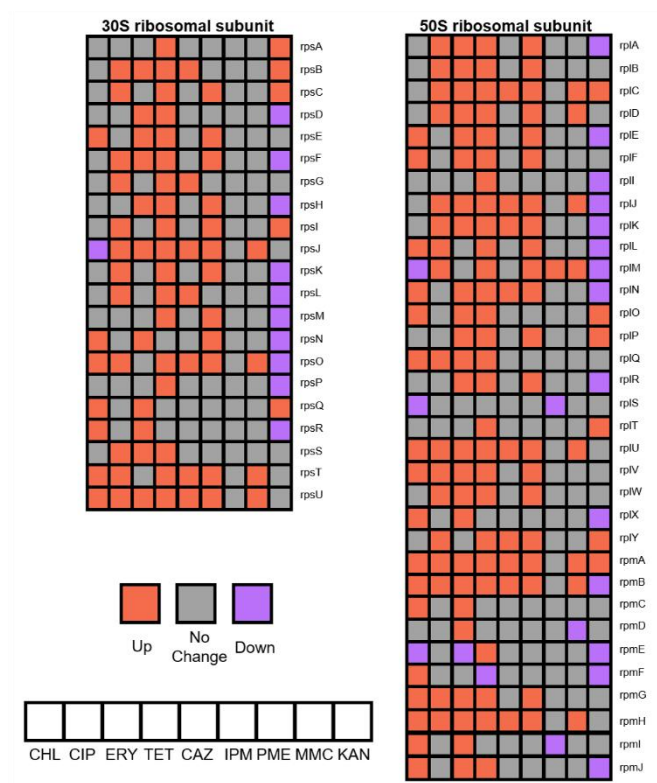 30S ribosomal subunit
rpsA
rpsB
rpsC
rpsD
rpsE
rpsF
rpsG
rpsH
rpsI
rpsJ
rpsK
rpsL
rpsM
rpsN
rpsO
rpsP
rpsQ
rpsR
rpsS
rpsT
rpsU
50S ribosomal subunit
rplA
rplB
rplC
rplD
rplE
rplF
rplI
rplJ
rplK
rplL
rplM
rplN
rplO
rplP
rplQ
rplR
rplS
rplT
rplU
rplV
rplW
rplX
rplY
rpmA
rpmB
rpmC
rpmD
rpmE
rpmF
rpmG
rpmH
rpmI
rpmJ
Up
No
Change
Down
CHL CIP ERY TET CAZ IPM PME MMC KAN